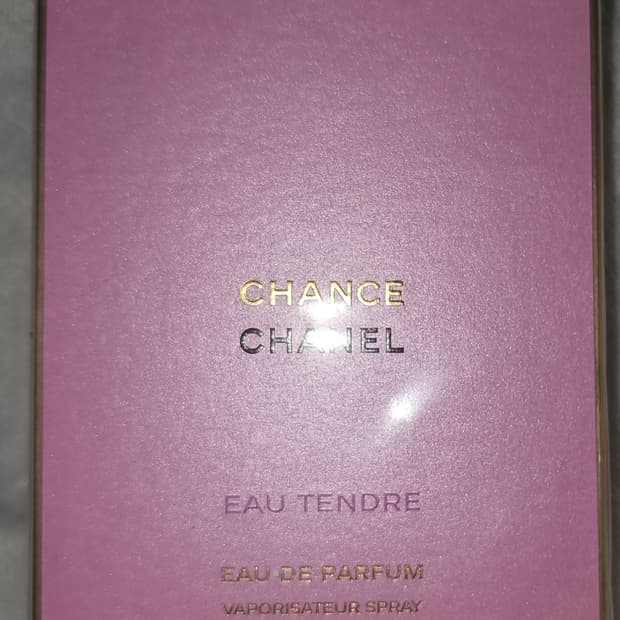 CHANCE
CHANEL
EAU TENDRE
EAU DE PARFUM
VAPORISATEUR SPRAY